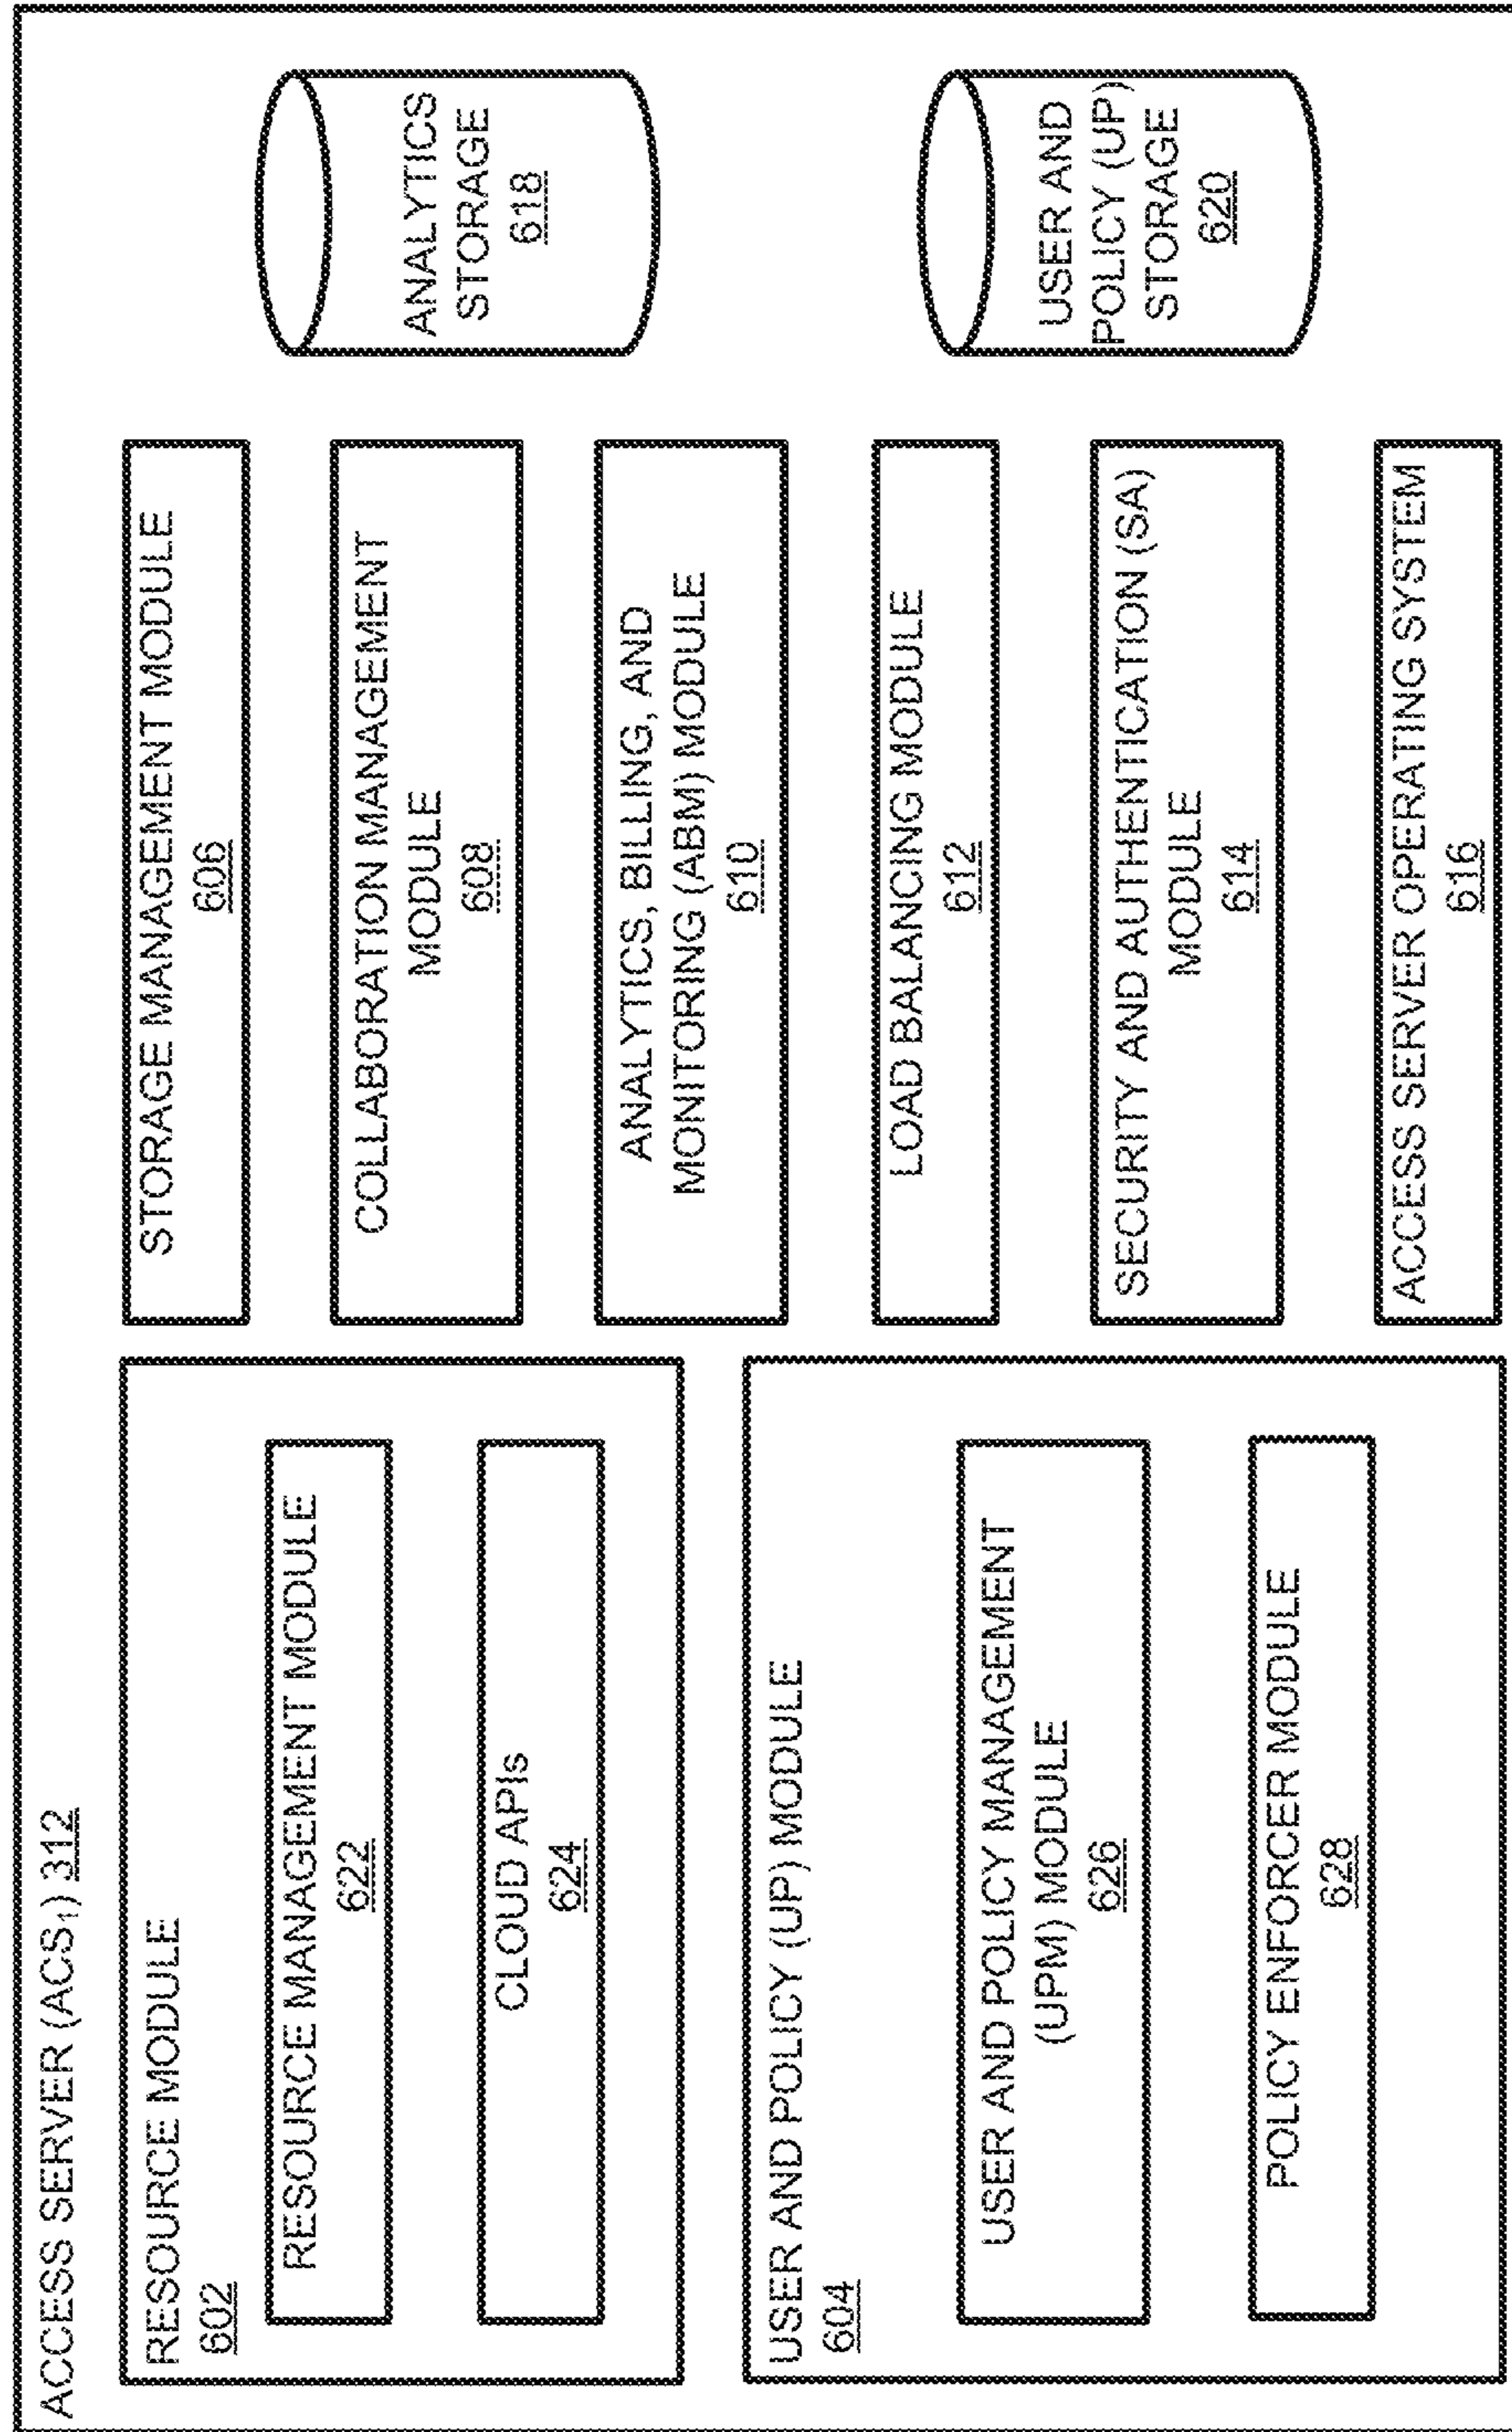 ACCESS SERVER (ACS₁) 312
RESOURCE MODULE
602
RESOURCE MANAGEMENT MODULE
622
CLOUD APIs
624
USER AND POLICY (UP) MODULE
604
USER AND POLICY MANAGEMENT
(UPM) MODULE
626
POLICY ENFORCER MODULE
628
STORAGE MANAGEMENT MODULE
606
COLLABORATION MANAGEMENT
MODULE
608
ANALYTICS, BILLING, AND
MONITORING (ABM) MODULE
610
LOAD BALANCING MODULE
612
SECURITY AND AUTHENTICATION (SA)
MODULE
614
ACCESS SERVER OPERATING SYSTEM
616
ANALYTICS
STORAGE
618
USER AND
POLICY (UP)
STORAGE
620